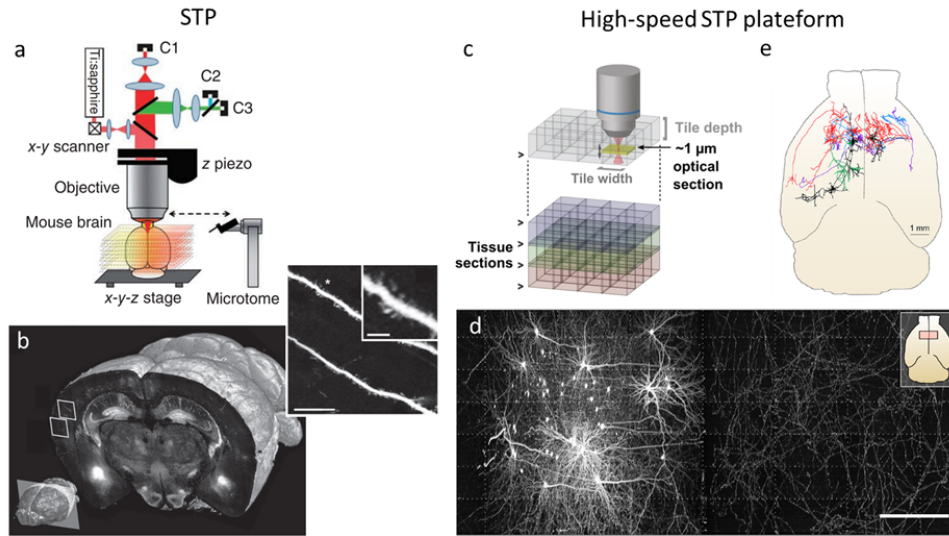 STP
High-speed STP plateform
a
Ti:sapphire
C1
C2
C3
x-y scanner
z piezo
Objective
Mouse brain
x-y-z stage
Microtome
*
b
c
Tile depth
~1 μm
optical
section
Tile width
>
>
>
Tissue
sections
>
>
e
1 mm
d